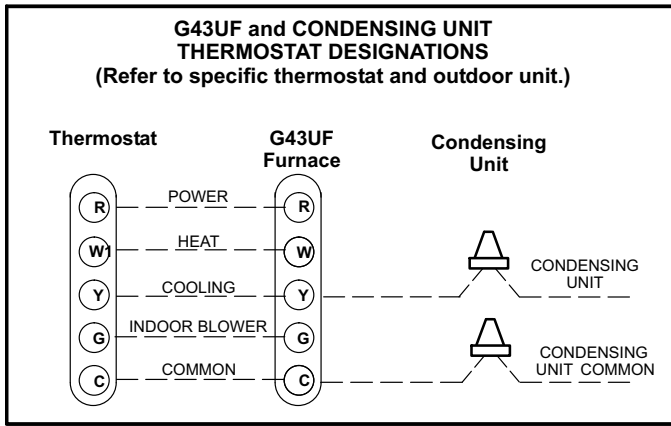 G43UF and CONDENSING UNIT
THERMOSTAT DESIGNATIONS
(Refer to specific thermostat and outdoor unit.)
Thermostat
G43UF
Furnace
Condensing
Unit
R POWER R
W1 HEAT W
Y COOLING Y
CONDENSING
UNIT
G INDOOR BLOWER G
C COMMON C
CONDENSING
UNIT COMMON